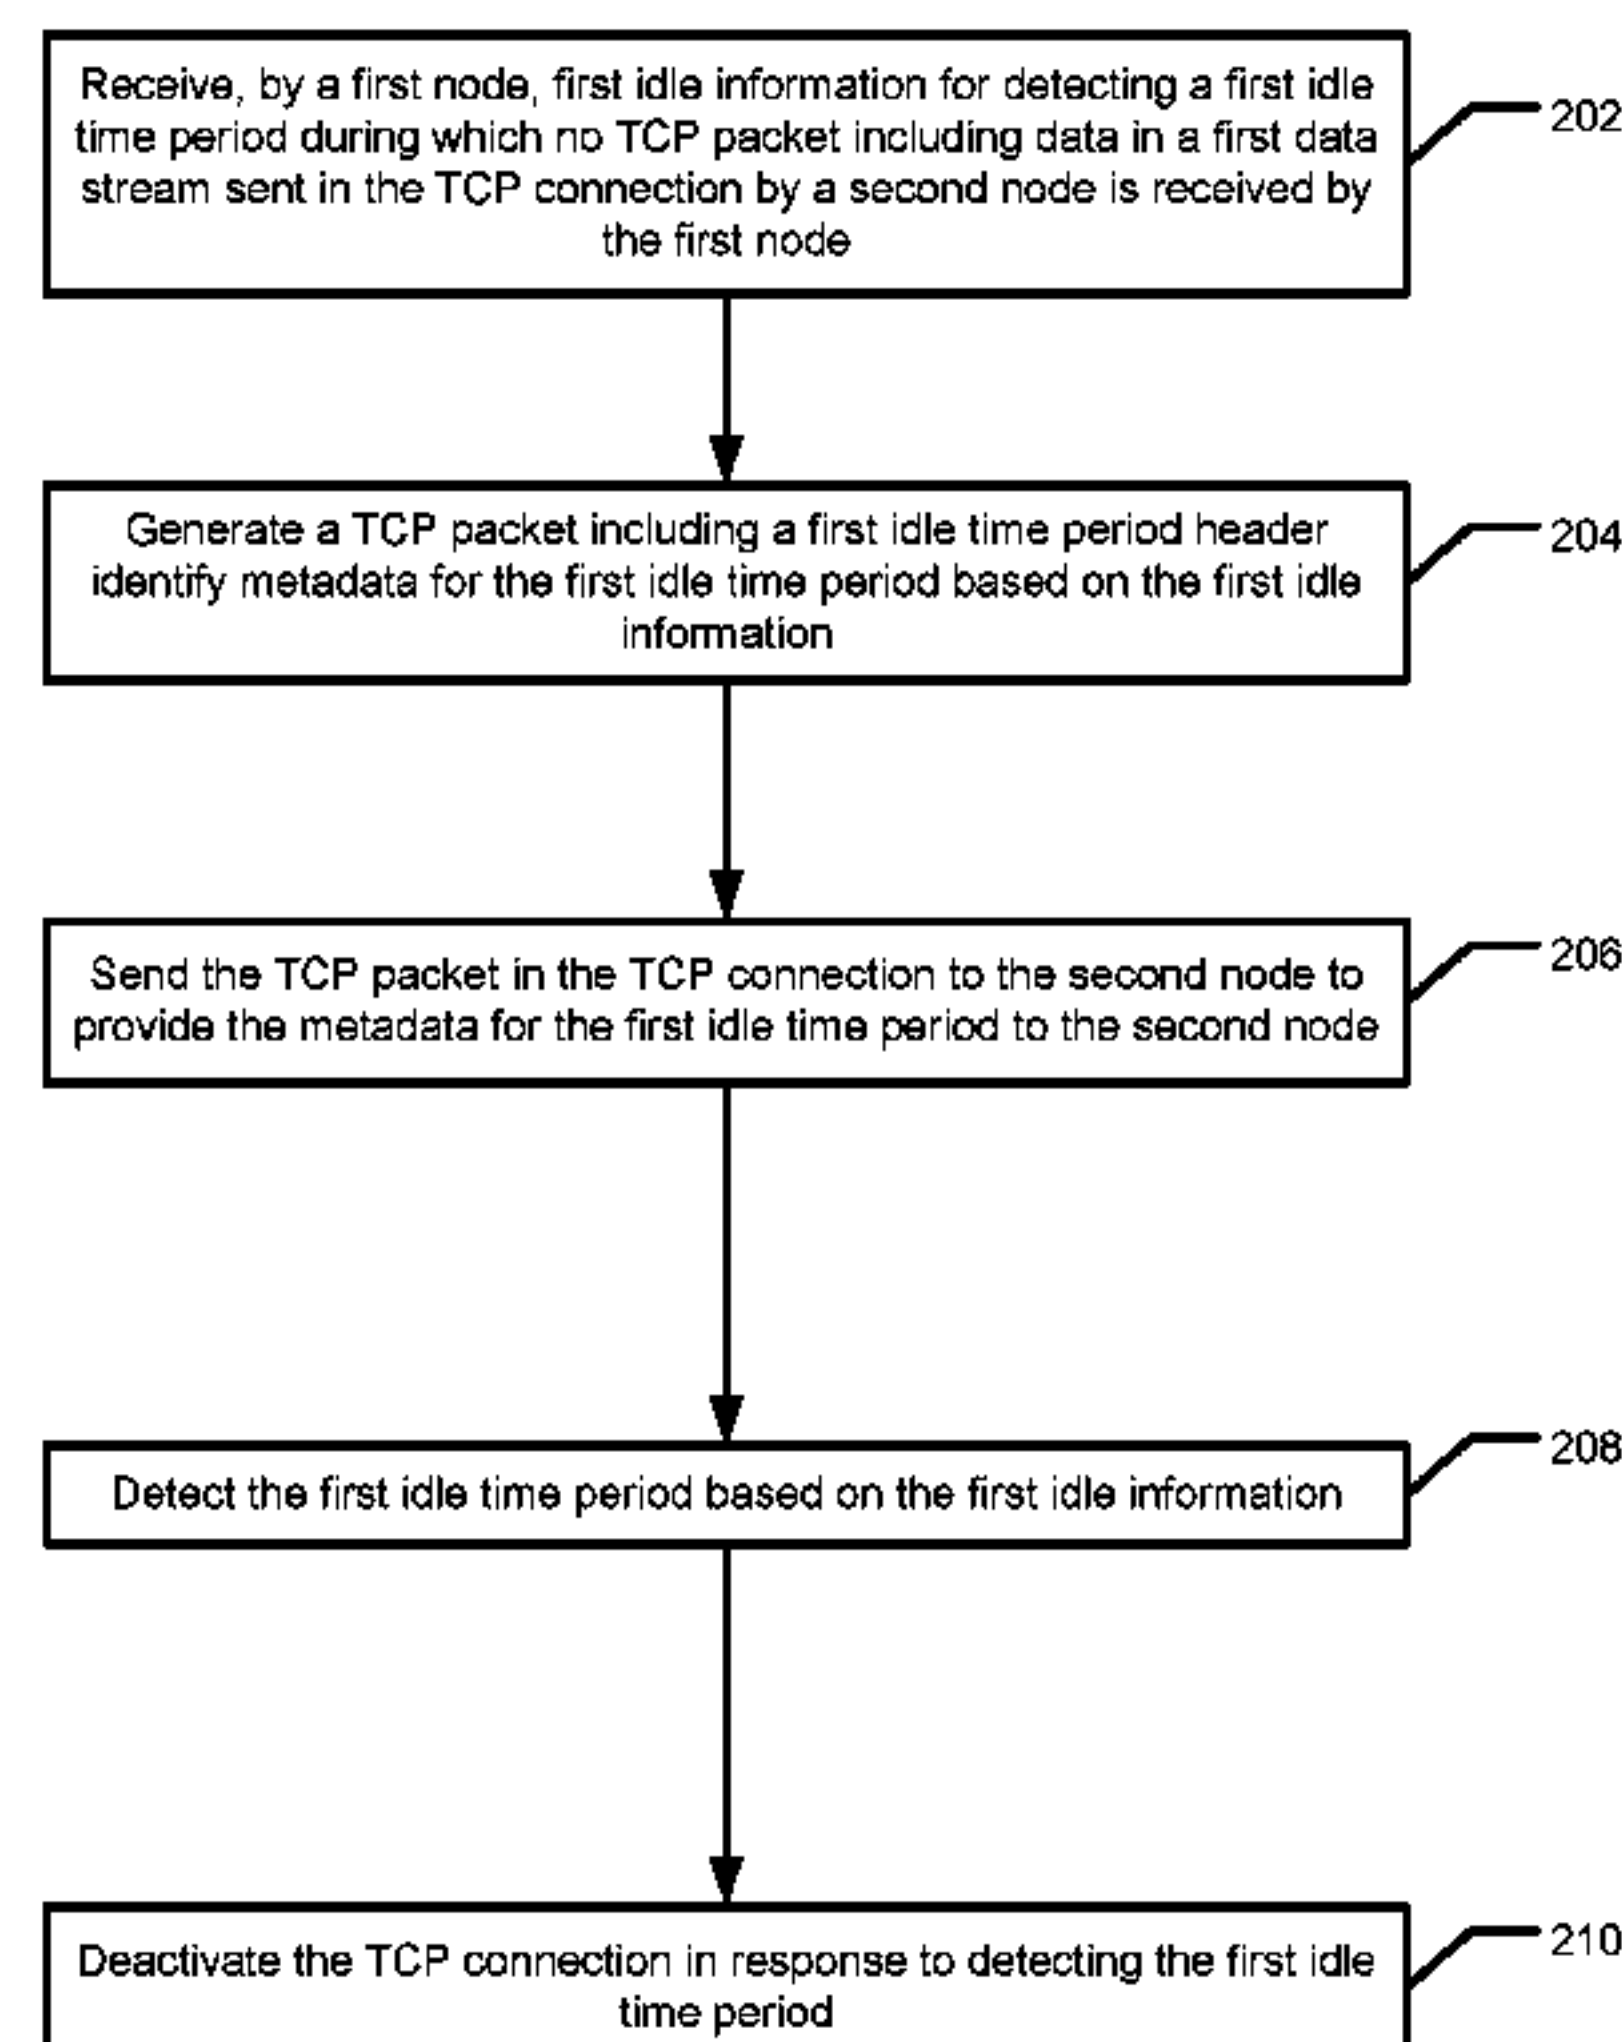 Receive, by a first node, first idle information for detecting a first idle
time period during which no TCP packet including data in a first data
stream sent in the TCP connection by a second node is received by
the first node
202
Generate a TCP packet including a first idle time period header
identify metadata for the first idle time period based on the first idle
information
204
Send the TCP packet in the TCP connection to the second node to
provide the metadata for the first idle time period to the second node
206
Detect the first idle time period based on the first idle information
208
Deactivate the TCP connection in response to detecting the first idle
time period
210